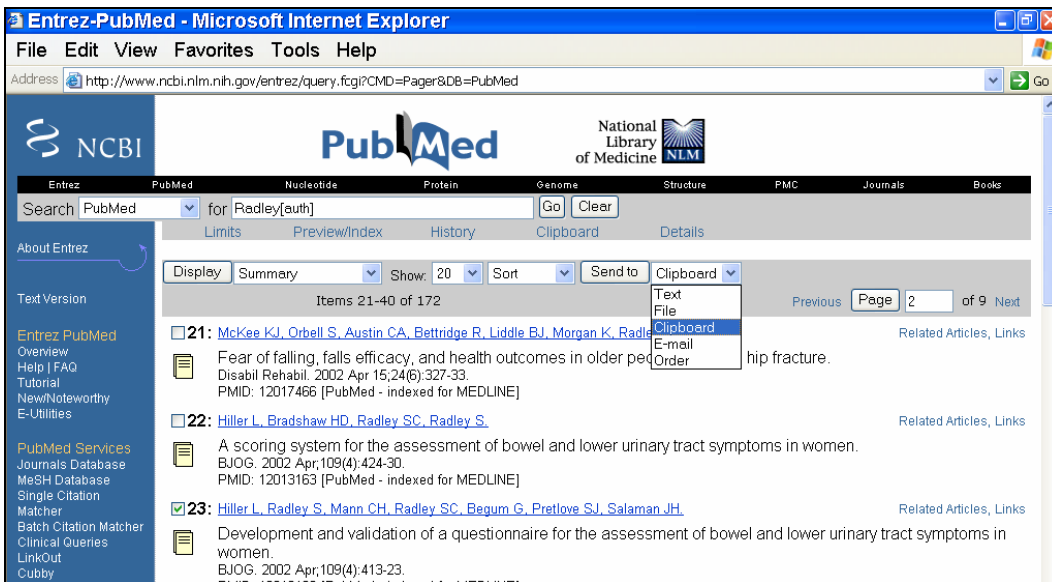 Entrez-PubMed - Microsoft Internet Explorer
File Edit View Favorites Tools Help
Address http://www.ncbi.nlm.nih.gov/entrez/query.fcgi?CMD=Pager&DB=PubMed Go
NCBI
PubMed
National
Library
of Medicine NLM
Entrez PubMed Nucleotide Protein Genome Structure PMC Journals Books
Search PubMed for Radley[auth] Go Clear
Limits Preview/Index History Clipboard Details
About Entrez
Text Version
Entrez PubMed
Overview
Help | FAQ
Tutorial
New/Noteworthy
E-Utilities
PubMed Services
Journals Database
MeSH Database
Single Citation
Matcher
Batch Citation Matcher
Clinical Queries
LinkOut
Cubby
Display Summary Show: 20 Sort Send to Clipboard
Text
File
Clipboard
E-mail
Order
Items 21-40 of 172 Previous Page 2 of 9 Next
21: McKee KJ, Orbell S, Austin CA, Bettridge R, Liddle BJ, Morgan K, Radle Related Articles, Links
Fear of falling, falls efficacy, and health outcomes in older pe hip fracture.
Disabil Rehabil. 2002 Apr 15;24(6):327-33.
PMID: 12017466 [PubMed - indexed for MEDLINE]
22: Hiller L, Bradshaw HD, Radley SC, Radley S. Related Articles, Links
A scoring system for the assessment of bowel and lower urinary tract symptoms in women.
BJOG. 2002 Apr;109(4):424-30.
PMID: 12013163 [PubMed - indexed for MEDLINE]
23: Hiller L, Radley S, Mann CH, Radley SC, Begum G, Pretlove SJ, Salaman JH. Related Articles, Links
Development and validation of a questionnaire for the assessment of bowel and lower urinary tract symptoms in
women.
BJOG. 2002 Apr;109(4):413-23.